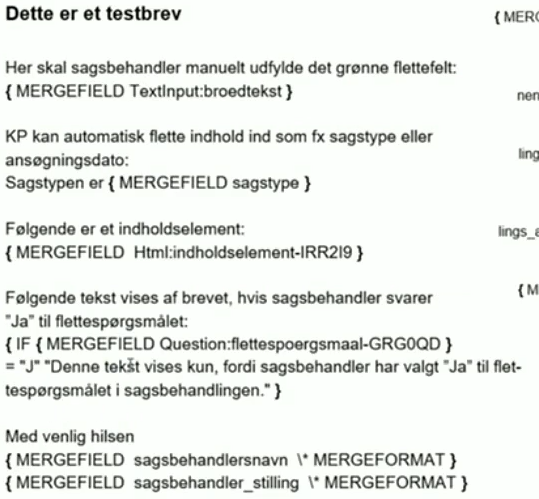 Dette er et testbrev
{ MERG
Her skal sagsbehandler manuelt udfylde det grønne flettefelt:
{ MERGEFIELD TextInput:broedtekst }
nen
KP kan automatisk flette indhold ind som fx sagstype eller
ansøgningsdato:
ling
Sagstypen er { MERGEFIELD sagstype }
Følgende er et indholdselement:
lings_a
{ MERGEFIELD Html:indholdselement-IRR2I9 }
Følgende tekst vises af brevet, hvis sagsbehandler svarer
{ M
"Ja" til flettespørgsmålet:
{ IF { MERGEFIELD Question:flettespoergsmaal-GRG0QD }
= "J" "Denne tekst vises kun, fordi sagsbehandler har valgt "Ja" til flet-
tespørgsmålet i sagsbehandlingen." }
Med venlig hilsen
{ MERGEFIELD sagsbehandlersnavn \* MERGEFORMAT }
{ MERGEFIELD sagsbehandler_stilling \* MERGEFORMAT }